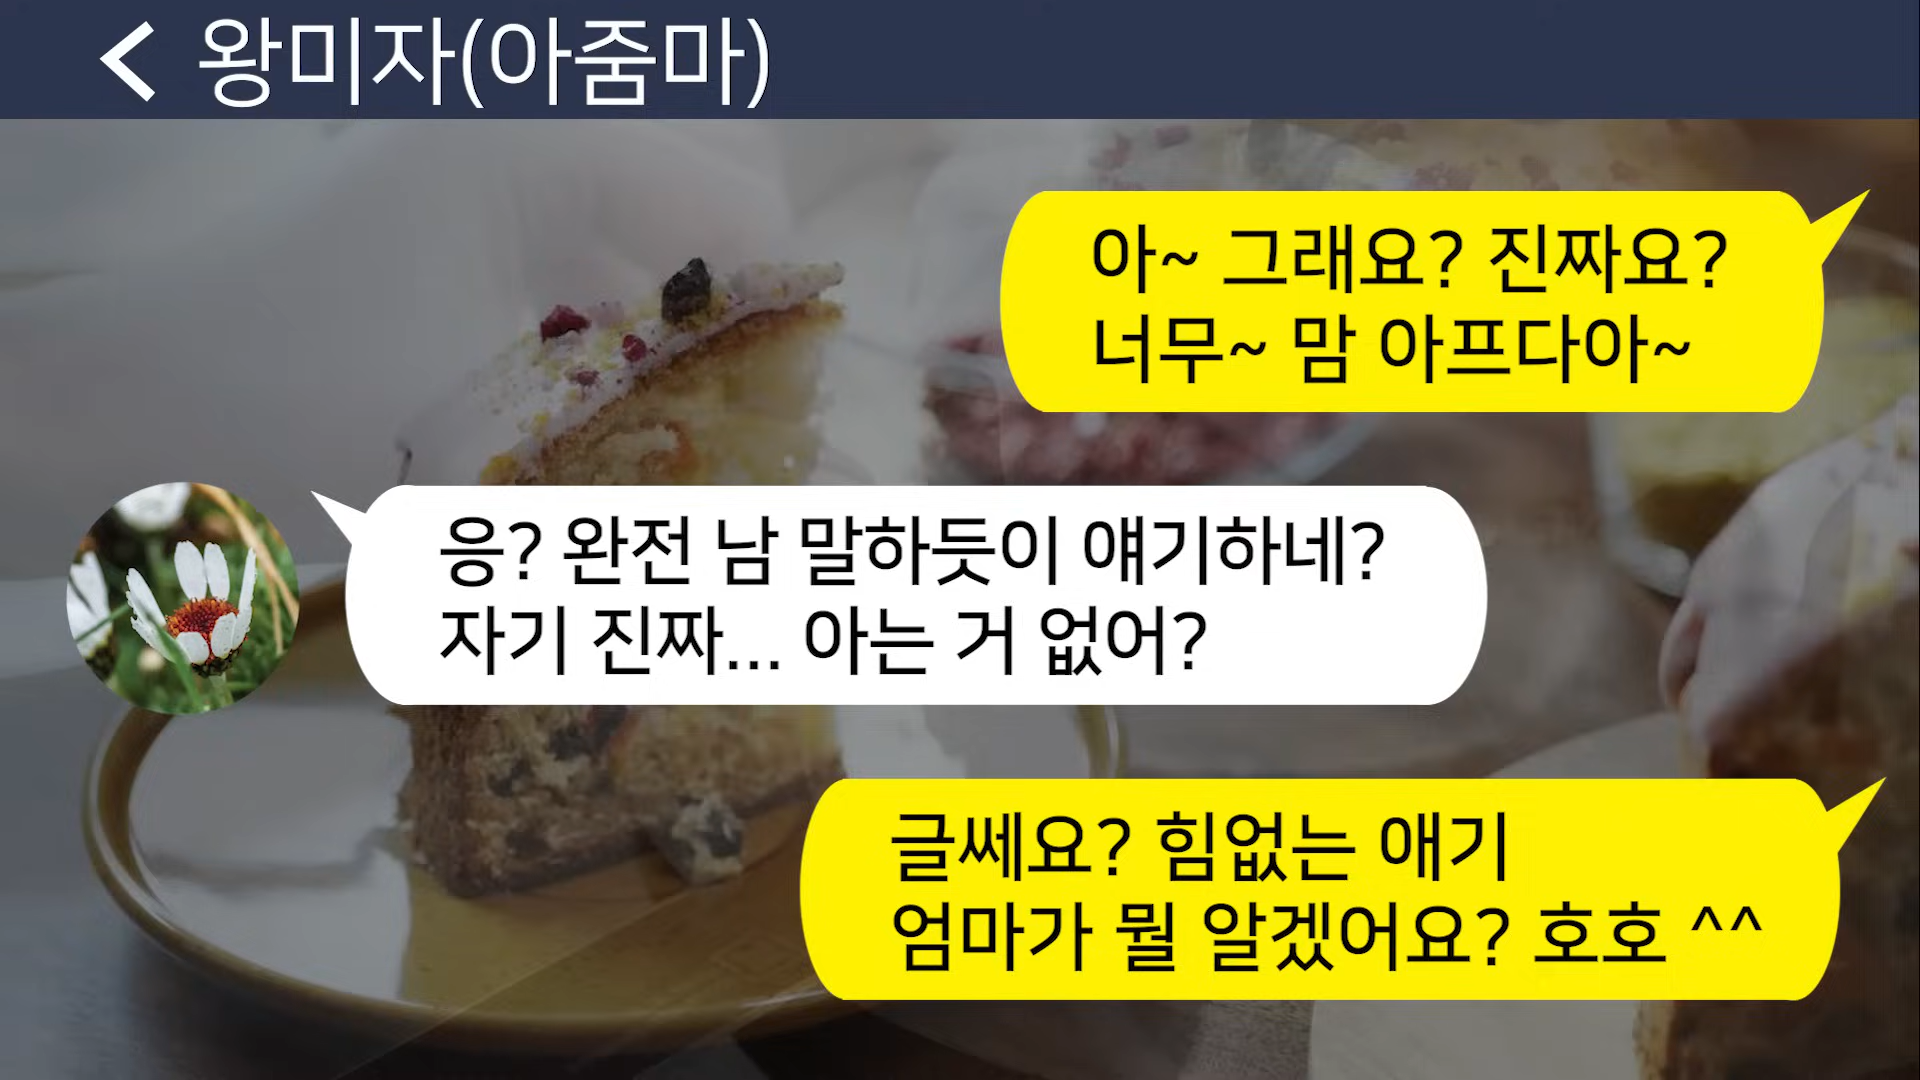 왕미자(아줌마)
아~ 그래요? 진짜요?
너무~ 맘 아프다아~
응? 완전 남 말하듯이 얘기하네?
자기 진짜... 아는 거 없어?
글쎄요? 힘없는 애기
엄마가 뭘 알겠어요? 호호 ^^